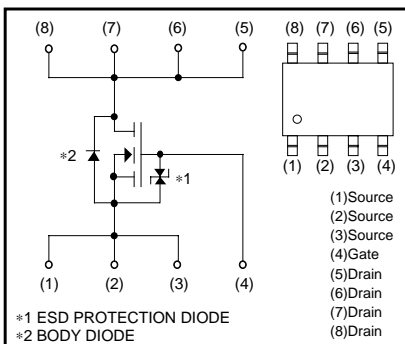 (8) (7) (6) (5)
∗2
∗1
(1) (2) (3) (4)
∗1 ESD PROTECTION DIODE
∗2 BODY DIODE
(8) (7) (6) (5)
(1) (2) (3) (4)
(1)Source
(2)Source
(3)Source
(4)Gate
(5)Drain
(6)Drain
(7)Drain
(8)Drain